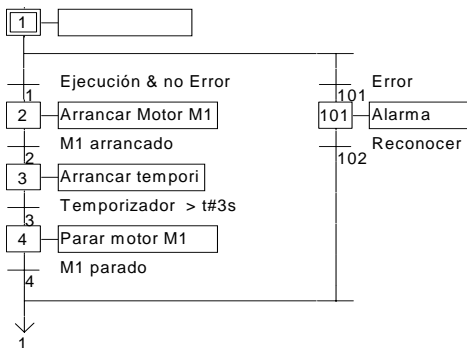 1
Ejecución & no Error
Error
1
101
2
Arrancar Motor M1
101
Alarma
M1 arrancado
Reconocer
2
102
3
Arrancar tempori
Temporizador > t#3s
3
4
Parar motor M1
M1 parado
4
1